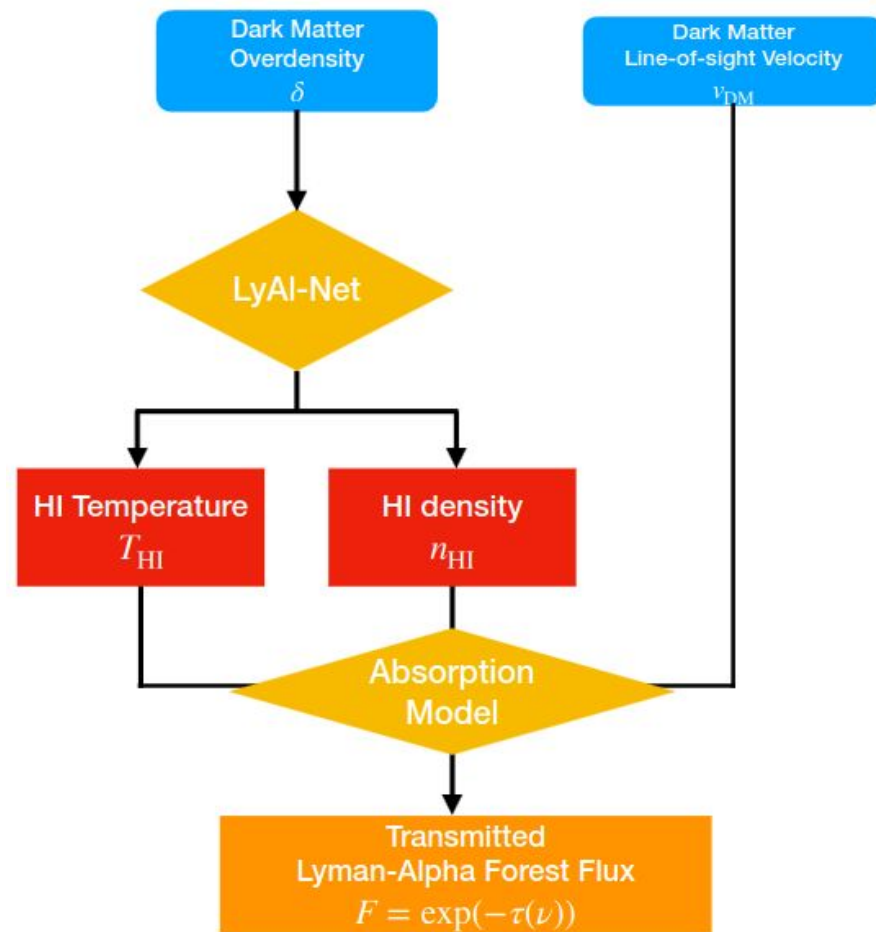 Dark Matter
Overdensity
δ
Dark Matter
Line-of-sight Velocity
v_DM
LyAl-Net
HI Temperature
T_HI
HI density
n_HI
Absorption
Model
Transmitted
Lyman-Alpha Forest Flux
F = exp(−τ(ν))